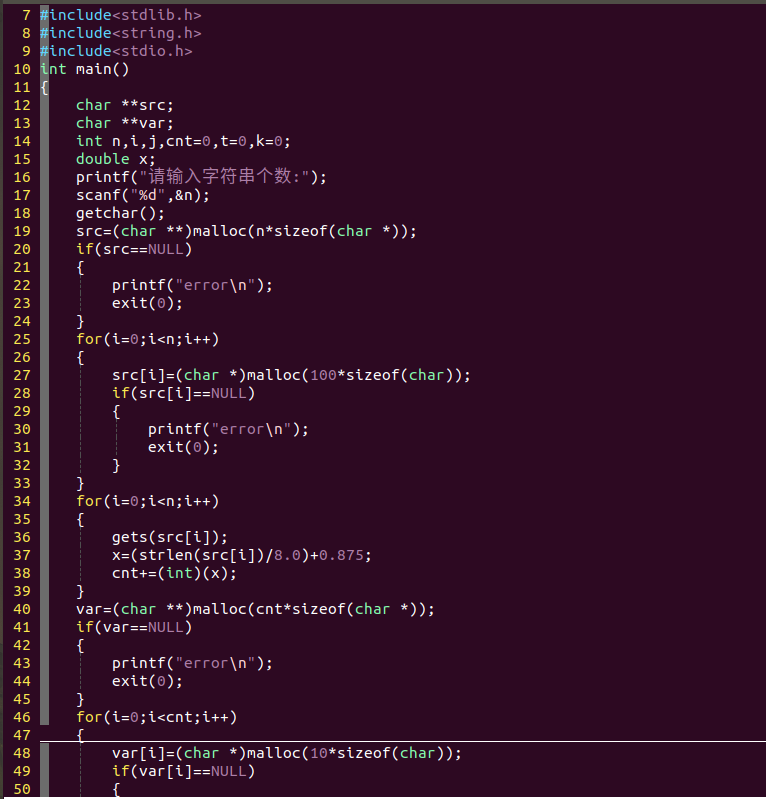 7 #include<stdlib.h>
8 #include<string.h>
9 #include<stdio.h>
10 int main()
11 {
12     char **src;
13     char **var;
14     int n,i,j,cnt=0,t=0,k=0;
15     double x;
16     printf("请输入字符串个数:");
17     scanf("%d",&n);
18     getchar();
19     src=(char **)malloc(n*sizeof(char *));
20     if(src==NULL)
21     {
22         printf("error\n");
23         exit(0);
24     }
25     for(i=0;i<n;i++)
26     {
27         src[i]=(char *)malloc(100*sizeof(char));
28         if(src[i]==NULL)
29         {
30             printf("error\n");
31             exit(0);
32         }
33     }
34     for(i=0;i<n;i++)
35     {
36         gets(src[i]);
37         x=(strlen(src[i])/8.0)+0.875;
38         cnt+=(int)(x);
39     }
40     var=(char **)malloc(cnt*sizeof(char *));
41     if(var==NULL)
42     {
43         printf("error\n");
44         exit(0);
45     }
46     for(i=0;i<cnt;i++)
47     {
48         var[i]=(char *)malloc(10*sizeof(char));
49         if(var[i]==NULL)
50         {